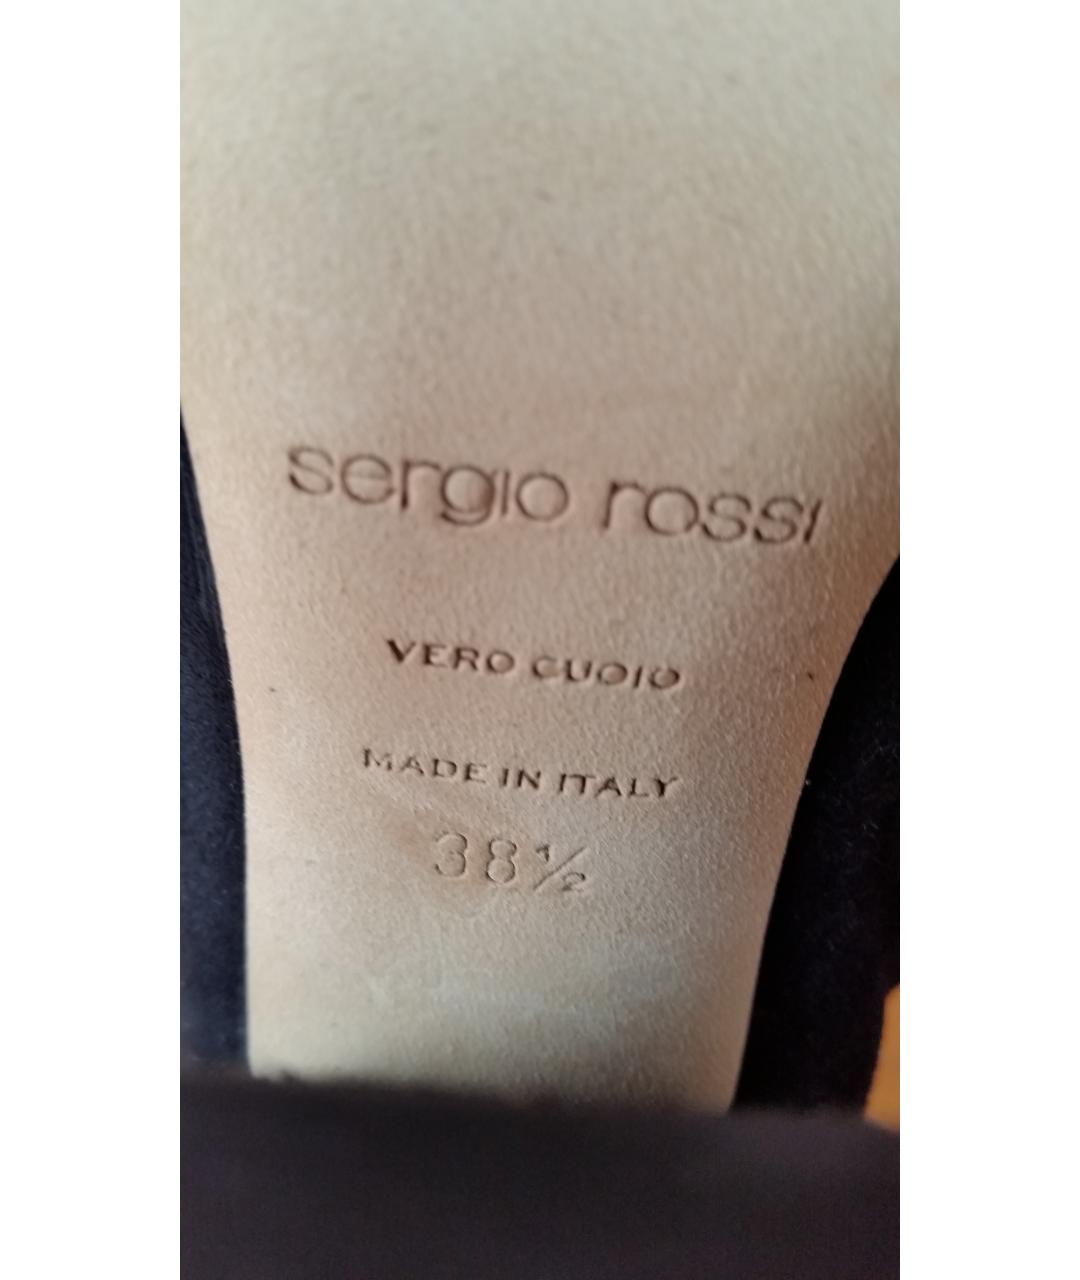 sergio rossi
VERO CUOIO
MADE IN ITALY
38½